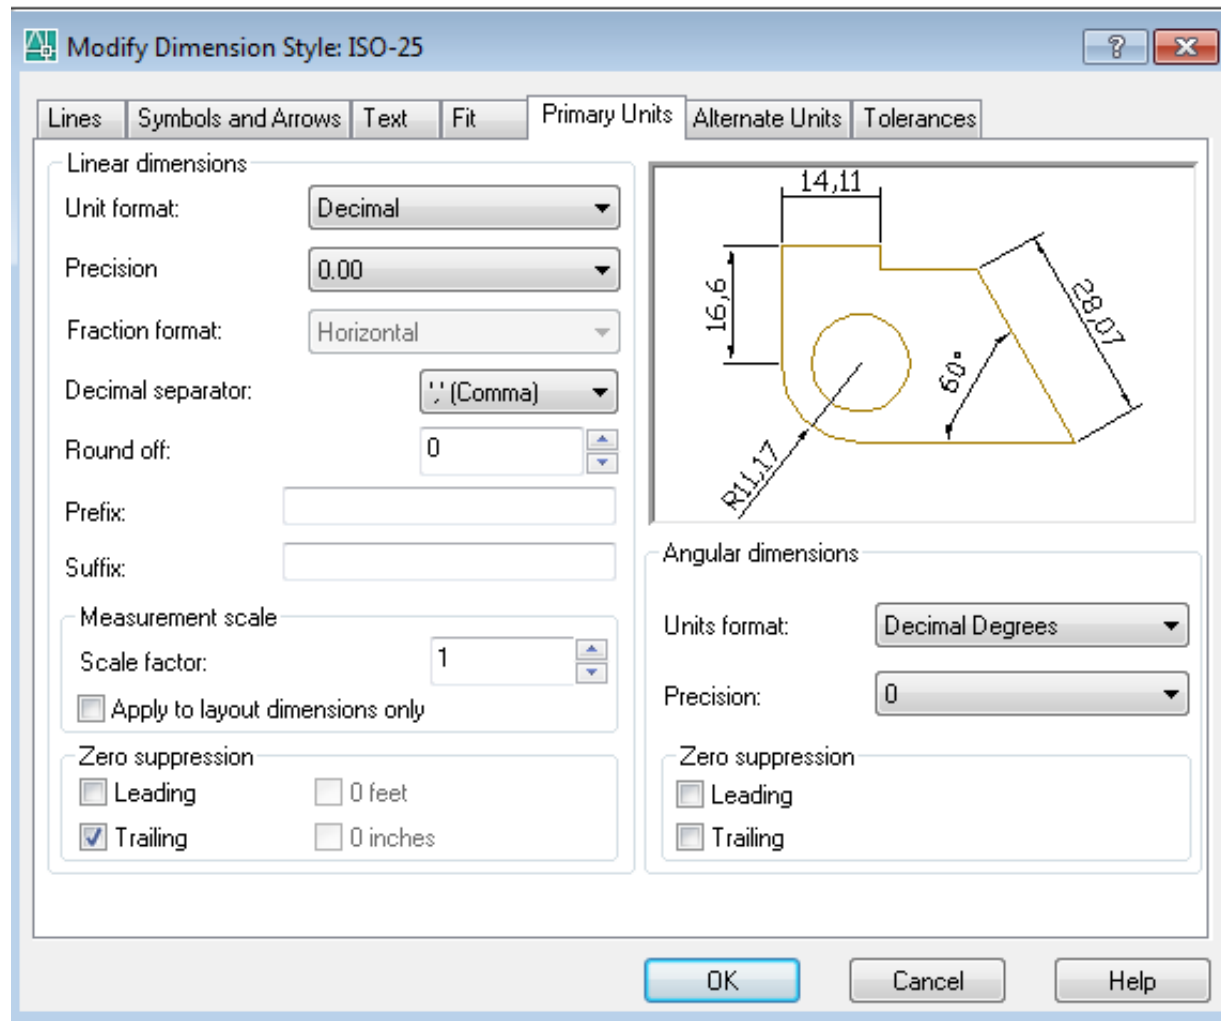 Modify Dimension Style: ISO-25
?
Lines Symbols and Arrows Text Fit Primary Units Alternate Units Tolerances
Linear dimensions
Unit format: Decimal
Precision 0.00
Fraction format: Horizontal
Decimal separator: ',' (Comma)
Round off: 0
Prefix:
Suffix:
Measurement scale
Scale factor: 1
Apply to layout dimensions only
Zero suppression
Leading 0 feet
Trailing 0 inches
14,11
16,6
28,07
60°
R11,17
Angular dimensions
Units format: Decimal Degrees
Precision: 0
Zero suppression
Leading
Trailing
OK Cancel Help